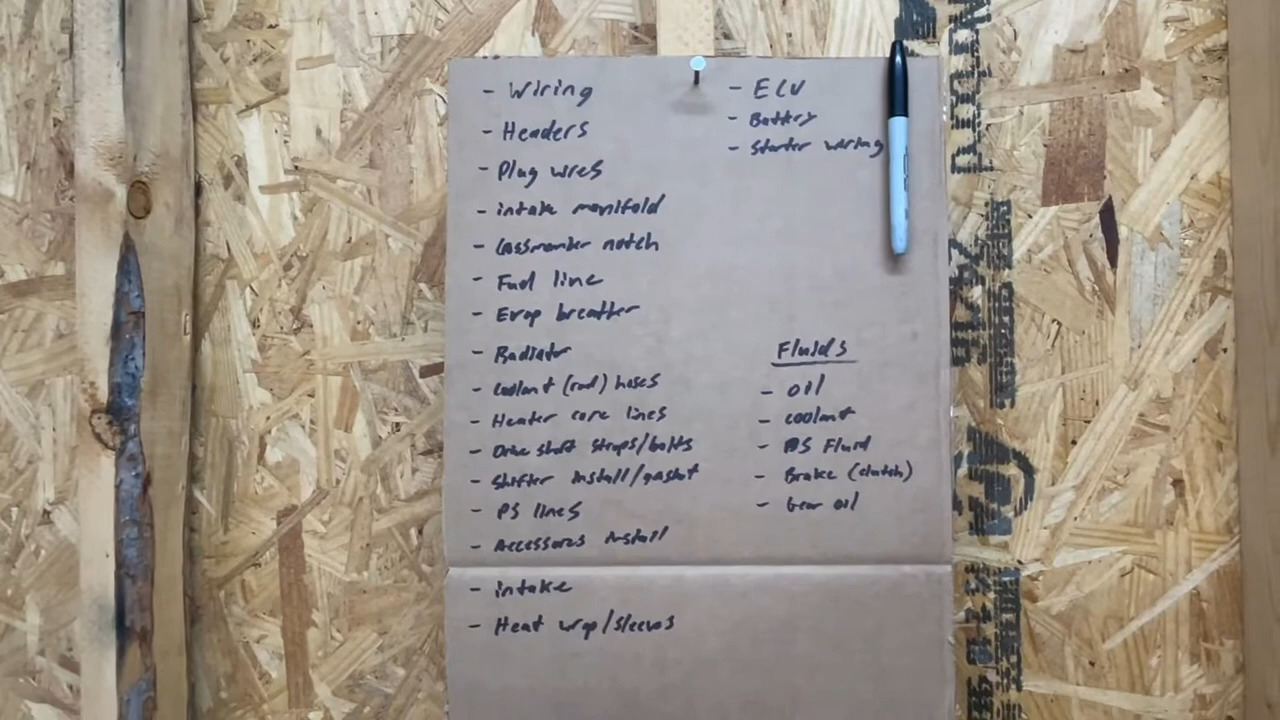 - Wiring
- Headers
- Plug wires
- intake manifold
- Crossmember notch
- Fuel line
- Evap breather
- Radiator
- Coolant (rad) hoses
- Heater core lines
- Drive shaft straps/bolts
- Shifter install/gasket
- PS lines
- Accessories install
- intake
- Heat wrap/sleeves
- ECU
- Battery
- Starter wiring
Fluids
- oil
- coolant
- PS Fluid
- Brake (clutch)
- Gear oil